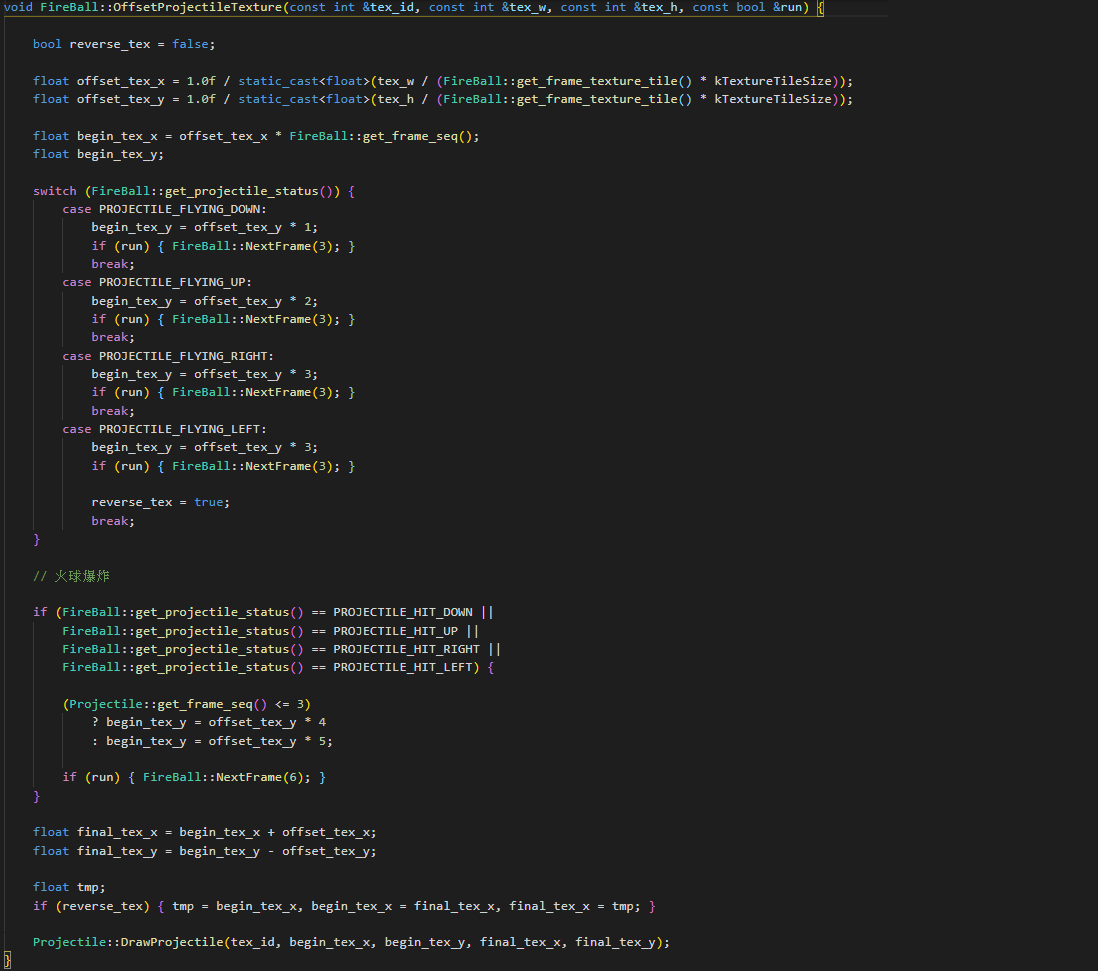 void FireBall::OffsetProjectileTexture(const int &tex_id, const int &tex_w, const int &tex_h, const bool &run) {
bool reverse_tex = false;
float offset_tex_x = 1.0f / static_cast<float>(tex_w / (FireBall::get_frame_texture_tile() * kTextureTileSize));
float offset_tex_y = 1.0f / static_cast<float>(tex_h / (FireBall::get_frame_texture_tile() * kTextureTileSize));
float begin_tex_x = offset_tex_x * FireBall::get_frame_seq();
float begin_tex_y;
switch (FireBall::get_projectile_status()) {
case PROJECTILE_FLYING_DOWN:
begin_tex_y = offset_tex_y * 1;
if (run) { FireBall::NextFrame(3); }
break;
case PROJECTILE_FLYING_UP:
begin_tex_y = offset_tex_y * 2;
if (run) { FireBall::NextFrame(3); }
break;
case PROJECTILE_FLYING_RIGHT:
begin_tex_y = offset_tex_y * 3;
if (run) { FireBall::NextFrame(3); }
break;
case PROJECTILE_FLYING_LEFT:
begin_tex_y = offset_tex_y * 3;
if (run) { FireBall::NextFrame(3); }
reverse_tex = true;
break;
}
// 火球爆炸
if (FireBall::get_projectile_status() == PROJECTILE_HIT_DOWN ||
FireBall::get_projectile_status() == PROJECTILE_HIT_UP ||
FireBall::get_projectile_status() == PROJECTILE_HIT_RIGHT ||
FireBall::get_projectile_status() == PROJECTILE_HIT_LEFT) {
(Projectile::get_frame_seq() <= 3)
? begin_tex_y = offset_tex_y * 4
: begin_tex_y = offset_tex_y * 5;
if (run) { FireBall::NextFrame(6); }
}
float final_tex_x = begin_tex_x + offset_tex_x;
float final_tex_y = begin_tex_y - offset_tex_y;
float tmp;
if (reverse_tex) { tmp = begin_tex_x, begin_tex_x = final_tex_x, final_tex_x = tmp; }
Projectile::DrawProjectile(tex_id, begin_tex_x, begin_tex_y, final_tex_x, final_tex_y);
}